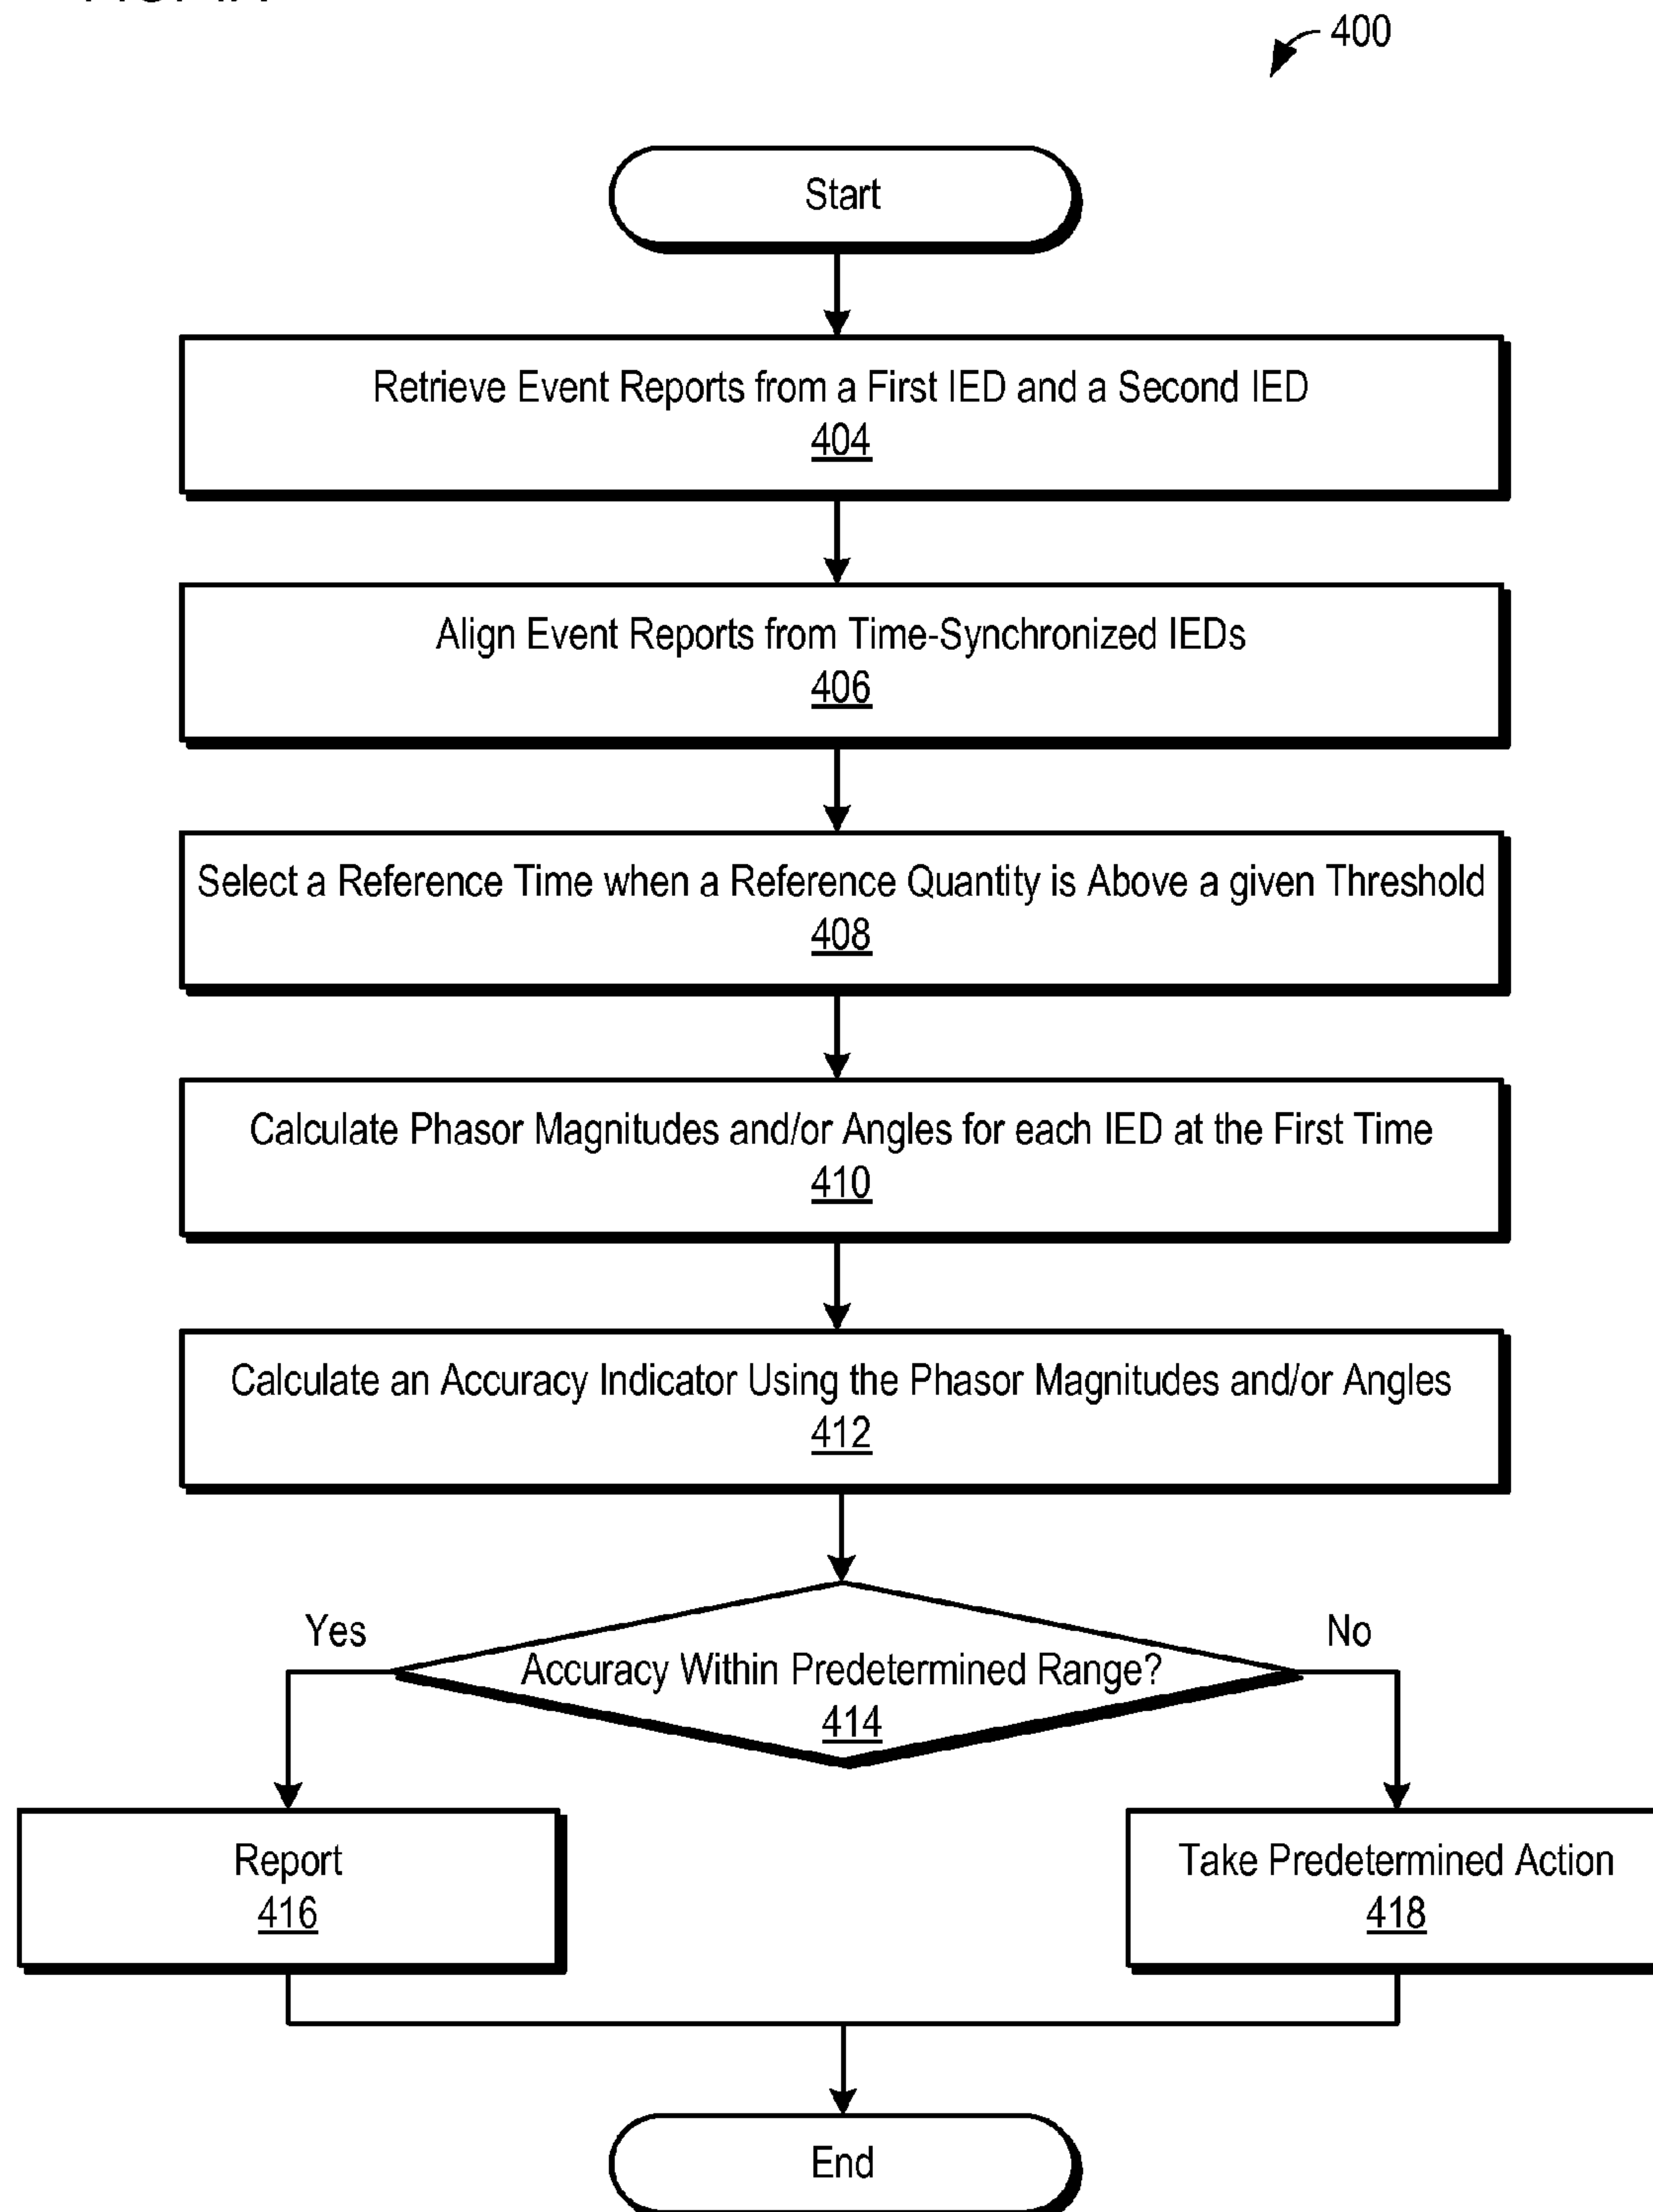 400
Start
Retrieve Event Reports from a First IED and a Second IED
404
Align Event Reports from Time-Synchronized IEDs
406
Select a Reference Time when a Reference Quantity is Above a given Threshold
408
Calculate Phasor Magnitudes and/or Angles for each IED at the First Time
410
Calculate an Accuracy Indicator Using the Phasor Magnitudes and/or Angles
412
Yes
No
Accuracy Within Predetermined Range?
414
Report
416
Take Predetermined Action
418
End